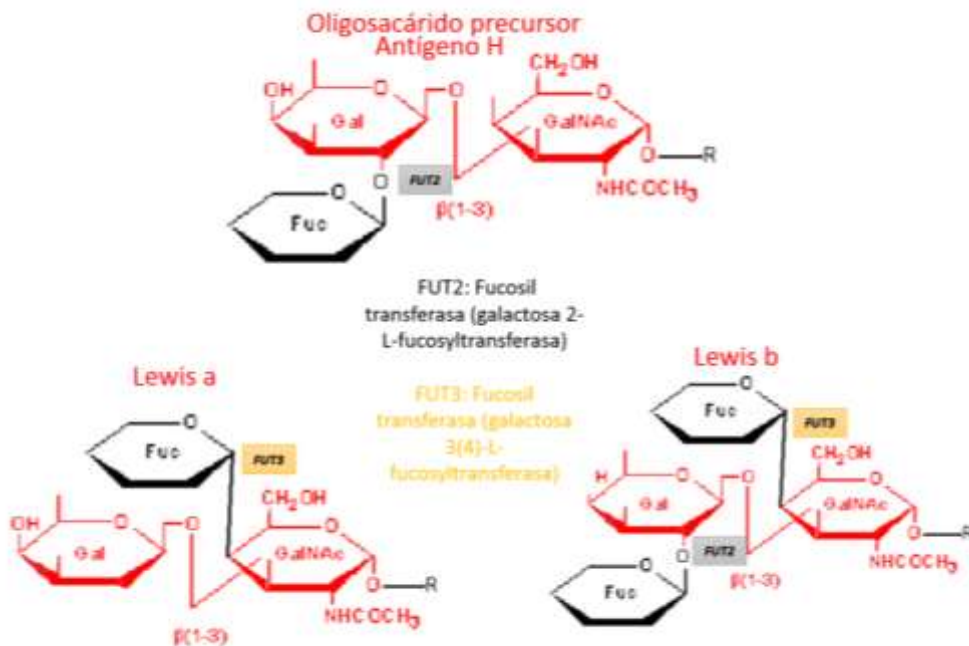 Oligosacárido precursor
Antígeno H
CH₂OH
OH
O
O
O
Gal
GalNAc
O
O
R
FUT2
NHCOCH₃
β(1-3)
O
Fuc
FUT2: Fucosil
transferasa (galactosa 2-
L-fucosyltransferasa)
Lewis a
Lewis b
FUT3: Fucosil
transferasa (galactosa
3(4)-L-
fucosyltransferasa)
O
Fuc
FUT3
CH₂OH
OH
O
O
O
Gal
GalNAc
O
R
NHCOCH₃
β(1-3)
O
Fuc
FUT3
CH₂OH
H
O
O
O
Gal
GalNAc
O
O
R
FUT2
NHCOCH₃
β(1-3)
O
Fuc